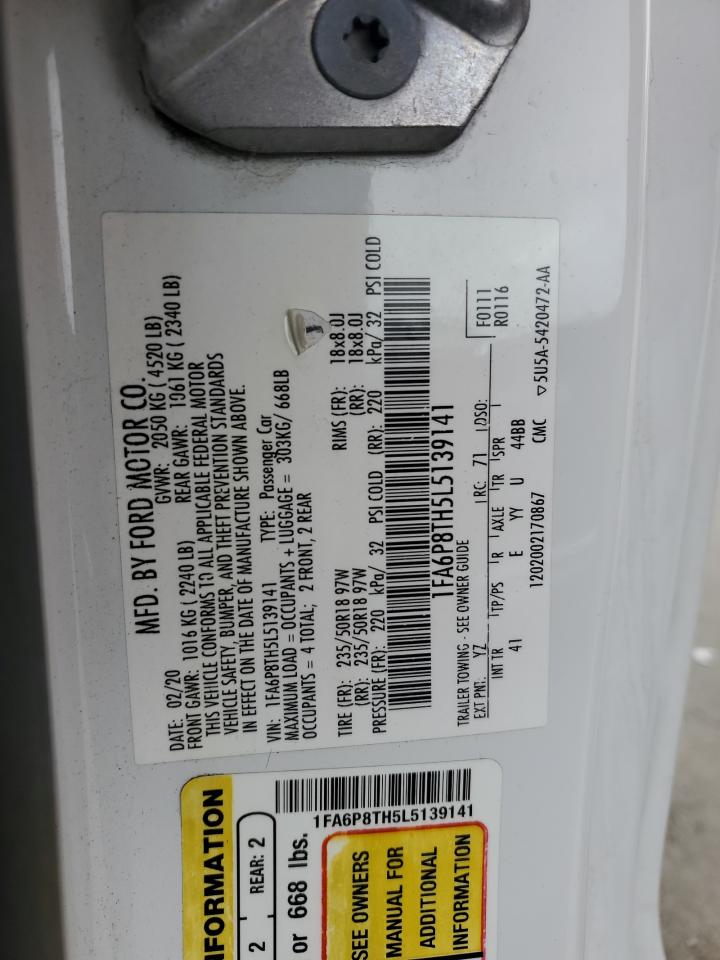 MFD. BY FORD MOTOR CO.
DATE: 02/20 GVWR: 2050 KG ( 4520 LB)
FRONT GAWR: 1016 KG ( 2240 LB) REAR GAWR: 1061 KG ( 2340 LB)
THIS VEHICLE CONFORMS TO ALL APPLICABLE FEDERAL MOTOR
VEHICLE SAFETY, BUMPER, AND THEFT PREVENTION STANDARDS
IN EFFECT ON THE DATE OF MANUFACTURE SHOWN ABOVE.
VIN: 1FA6P8TH5L5139141 TYPE: Passenger Car
MAXIMUM LOAD = OCCUPANTS + LUGGAGE = 303KG/ 668LB
OCCUPANTS = 4 TOTAL; 2 FRONT, 2 REAR
TIRE (FR): 235/50R18 97W RIMS (FR): 18x8.0J
(RR): 235/50R18 97W (RR): 18x8.0J
PRESSURE (FR): 220 kPa/ 32 PSI COLD (RR): 220 kPa/ 32 PSI COLD
1FA6P8TH5L5139141
TRAILER TOWING - SEE OWNER GUIDE
EXT PNT: YZ RC: 71 DSO:
F0111
R0116
INT TR TP/PS R AXLE TR SPR
41 E YY U 44BB
1202002170867 CMC ▽5U5A-5420472-AA
NFORMATION
2 REAR: 2
or 668 lbs.
1FA6P8TH5L5139141
SEE OWNERS
MANUAL FOR
ADDITIONAL
INFORMATION